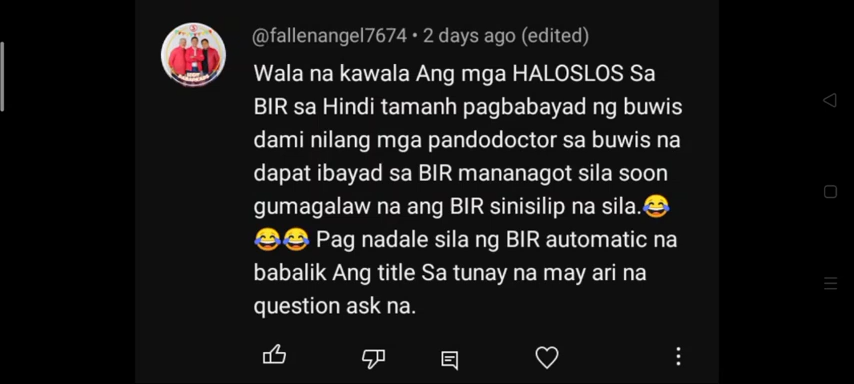 @fallenangel7674 • 2 days ago (edited)
Wala na kawala Ang mga HALOSLOS Sa
BIR sa Hindi tamanh pagbabayad ng buwis
dami nilang mga pandodoctor sa buwis na
dapat ibayad sa BIR mananagot sila soon
gumagalaw na ang BIR sinisilip na sila.😂
😂😂 Pag nadale sila ng BIR automatic na
babalik Ang title Sa tunay na may ari na
question ask na.